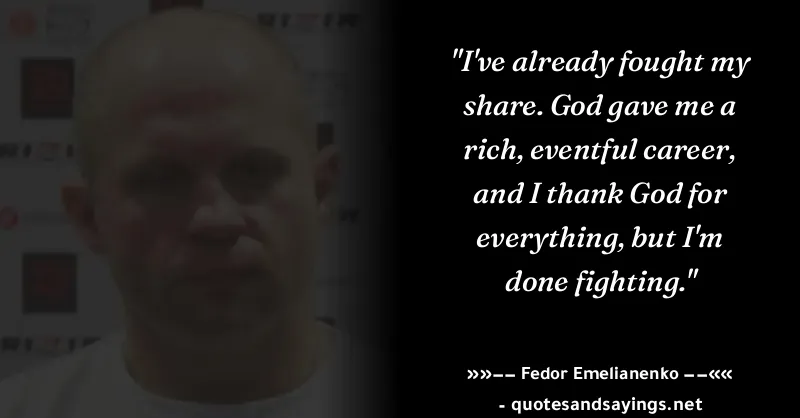 "I've already fought my
share. God gave me a
rich, eventful career,
and I thank God for
everything, but I'm
done fighting."
»»–– Fedor Emelianenko ––««
- quotesandsayings.net